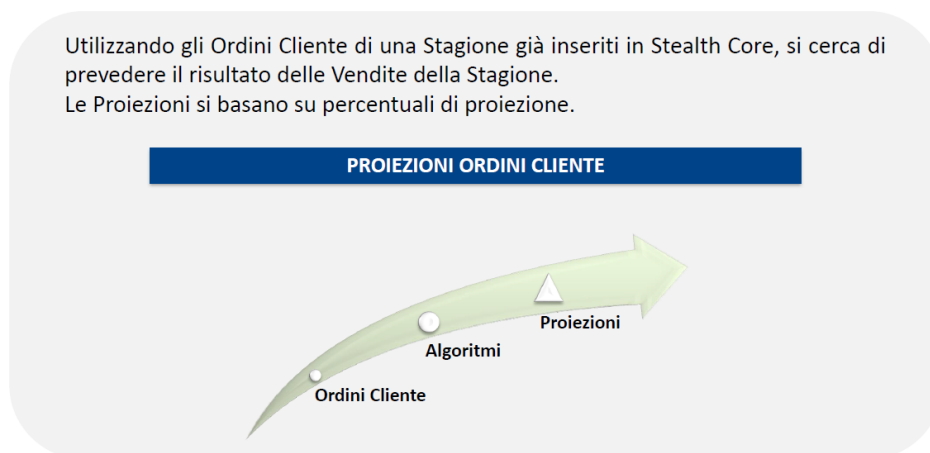 Utilizzando gli Ordini Cliente di una Stagione già inseriti in Stealth Core, si cerca di
prevedere il risultato delle Vendite della Stagione.
Le Proiezioni si basano su percentuali di proiezione.
PROIEZIONI ORDINI CLIENTE
Proiezioni
Algoritmi
Ordini Cliente